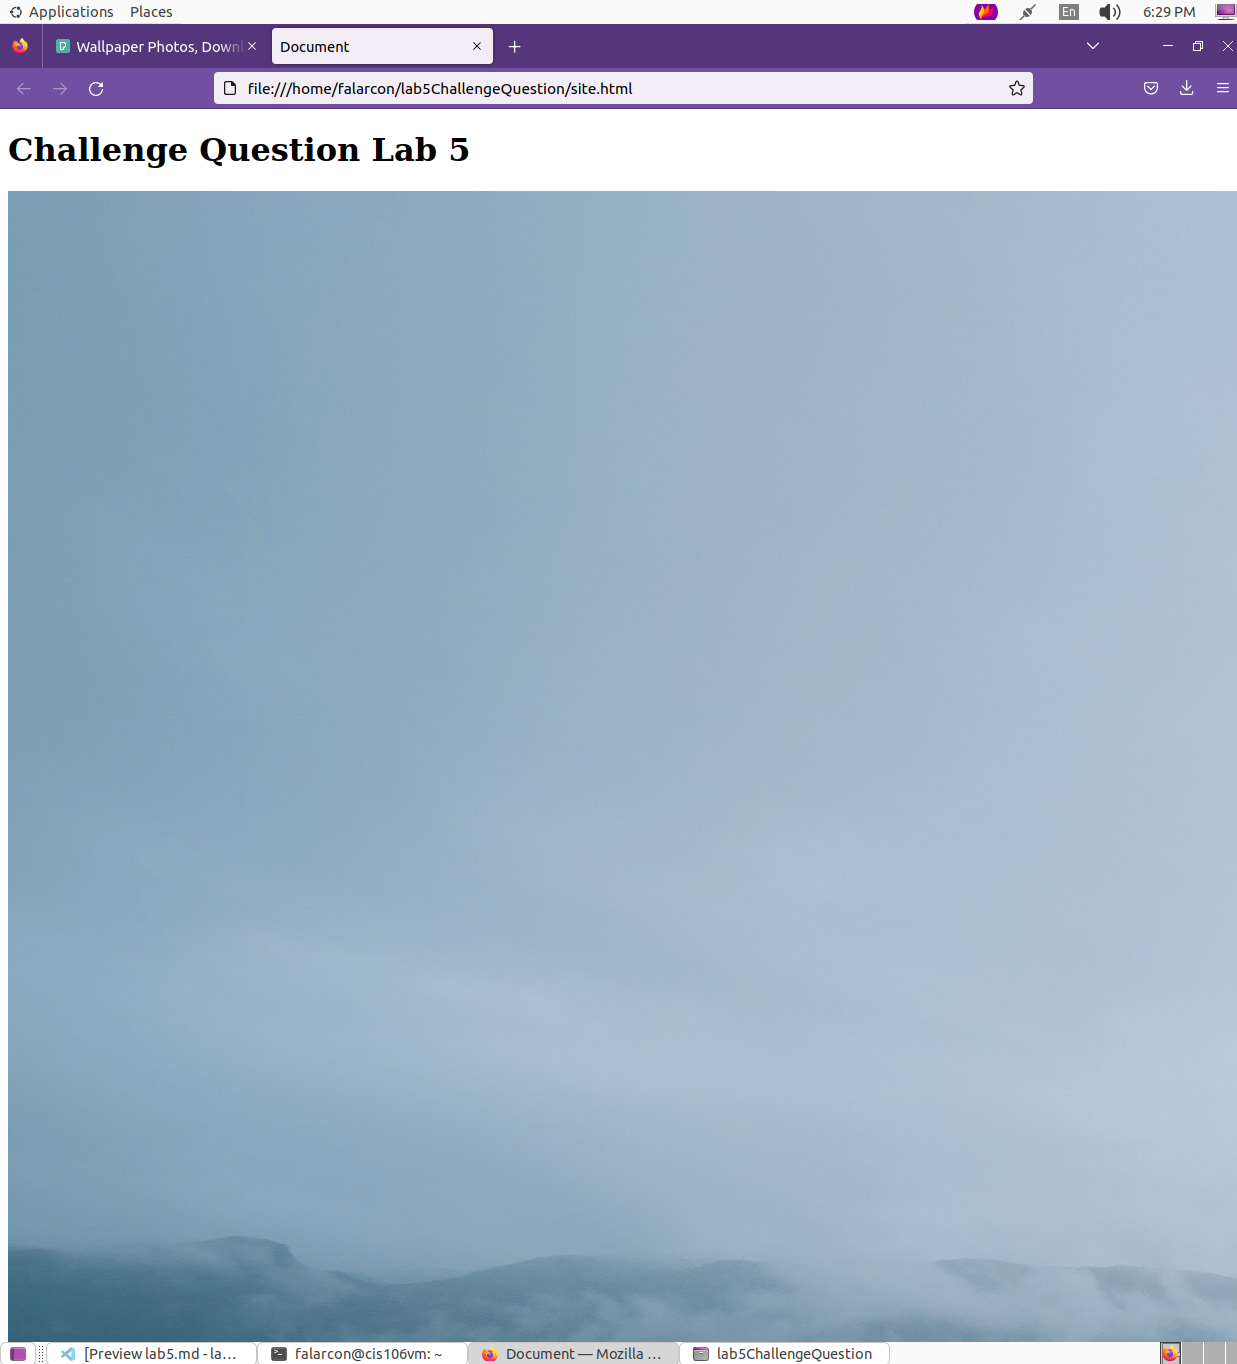 Applications Places En 6:29 PM
Wallpaper Photos, Downl Document
file:///home/falarcon/lab5ChallengeQuestion/site.html
Challenge Question Lab 5
[Preview lab5.md - la… falarcon@cis106vm: ~ Document — Mozilla … lab5ChallengeQuestion